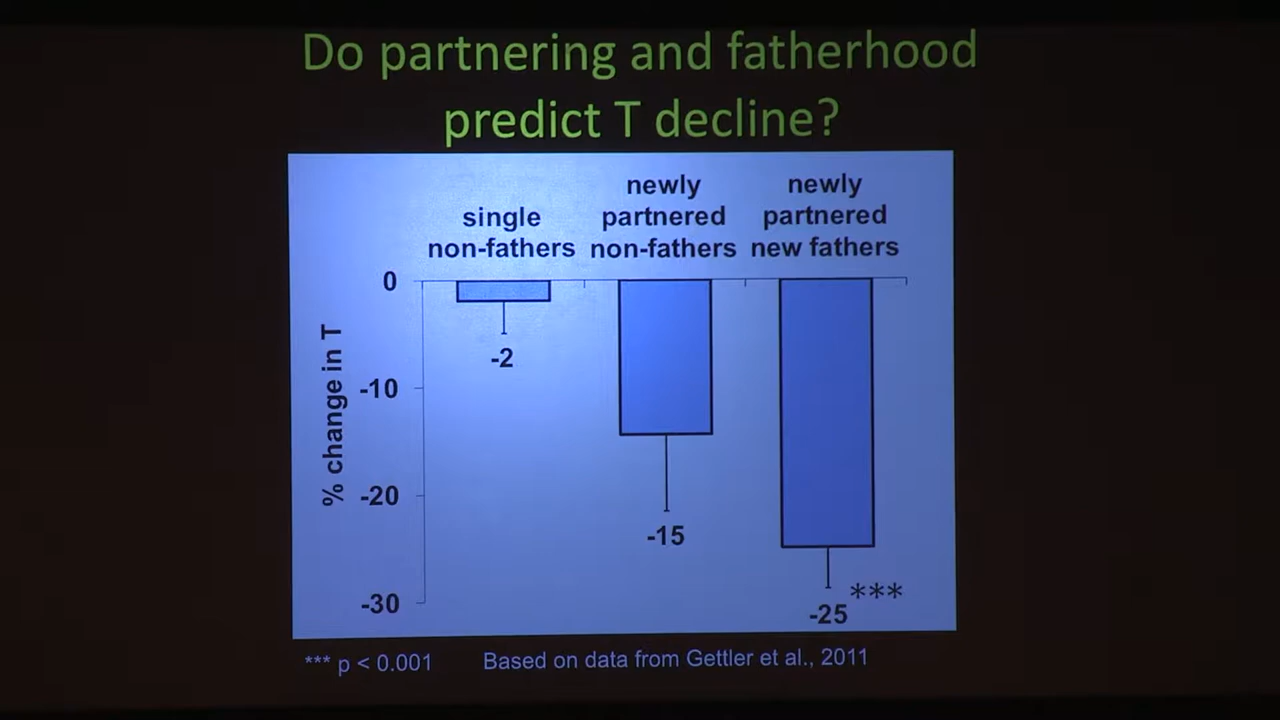 Do partnering and fatherhood
predict T decline?
single
non-fathers
newly
partnered
non-fathers
newly
partnered
new fathers
% change in T
0
-10
-20
-30
-2
-15
-25
***
*** p < 0.001
Based on data from Gettler et al., 2011